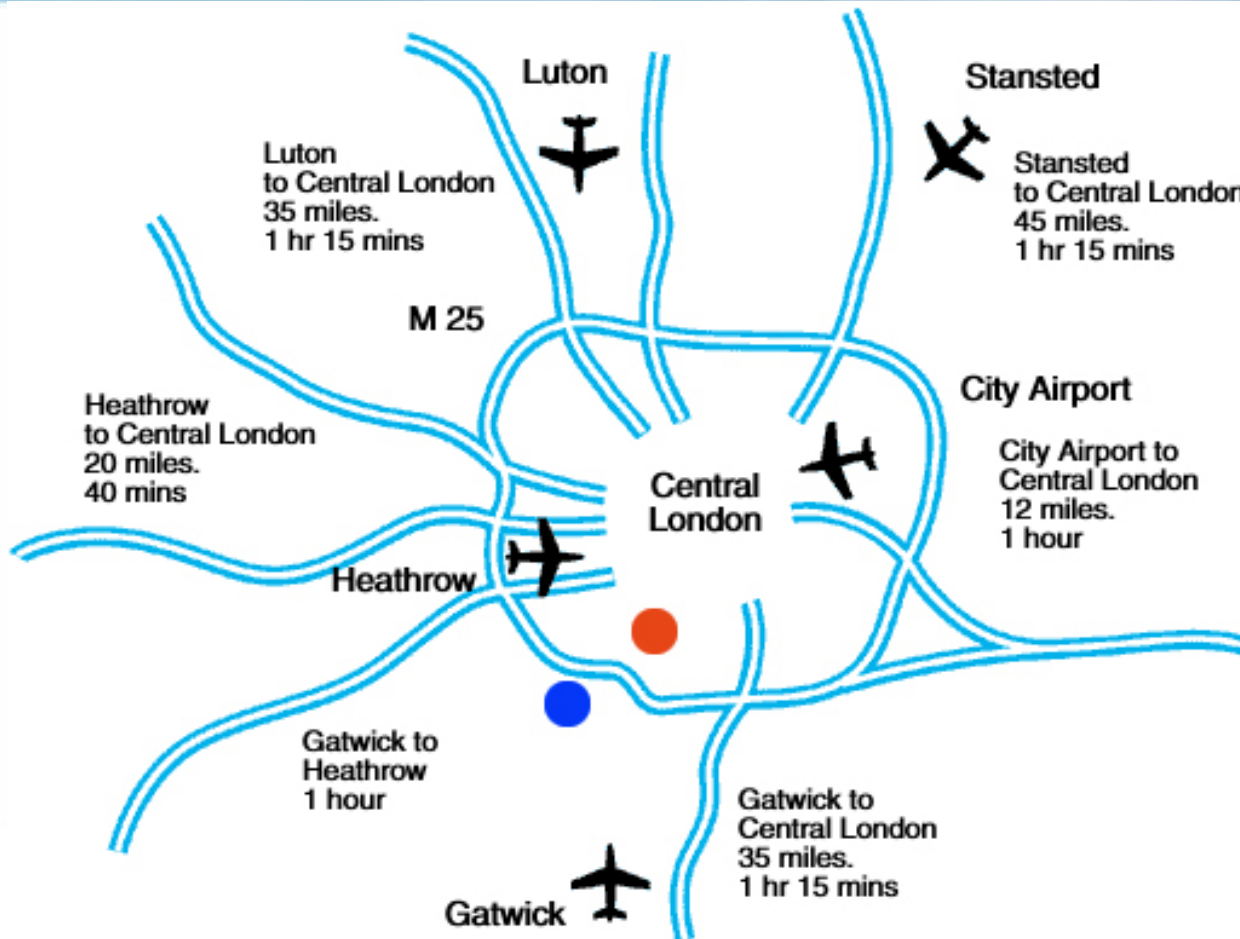 Luton
Stansted
Luton
to Central London
35 miles.
1 hr 15 mins
Stansted
to Central London
45 miles.
1 hr 15 mins
M 25
City Airport
Heathrow
to Central London
20 miles.
40 mins
City Airport to
Central London
12 miles.
1 hour
Central
London
Heathrow
Gatwick to
Heathrow
1 hour
Gatwick to
Central London
35 miles.
1 hr 15 mins
Gatwick